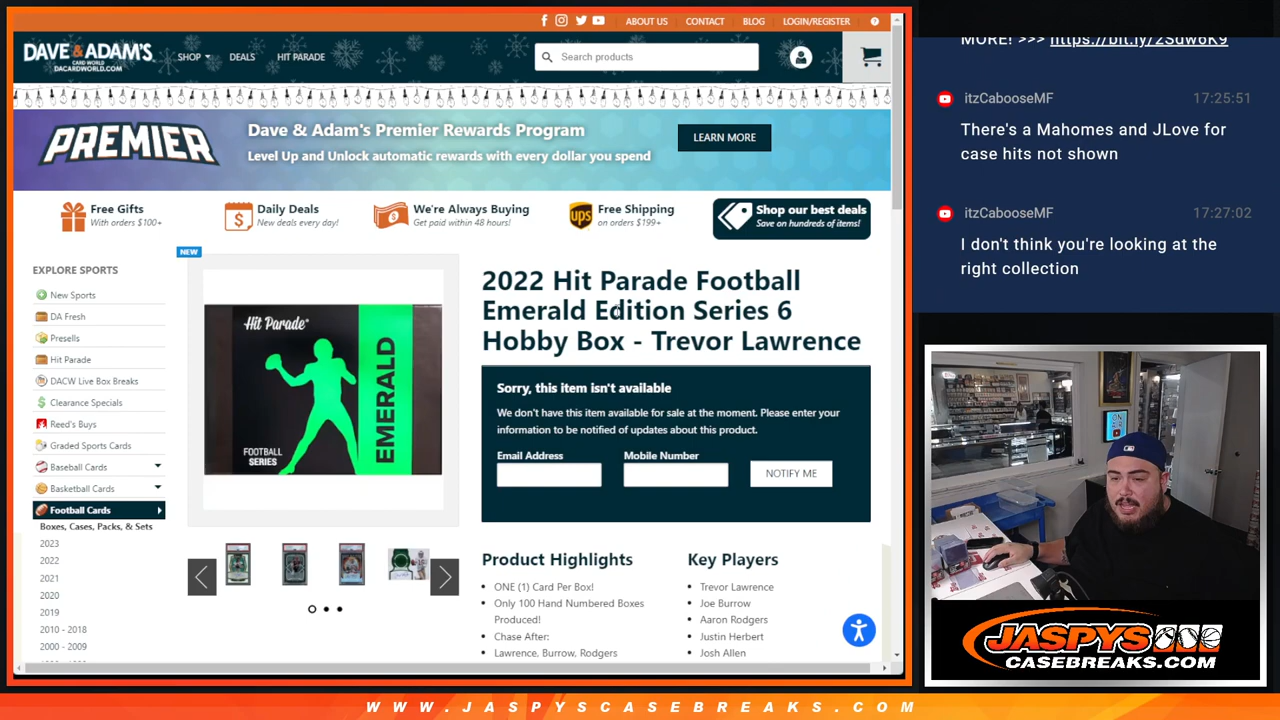 ABOUT US CONTACT BLOG LOGIN/REGISTER ?
DAVE & ADAM'S
CARD WORLD
DACARDWORLD.COM
SHOP DEALS HIT PARADE
Search products
PREMIER
Dave & Adam's Premier Rewards Program
Level Up and Unlock automatic rewards with every dollar you spend
LEARN MORE
Free Gifts
With orders $100+
Daily Deals
New deals every day!
We're Always Buying
Get paid within 48 hours!
ups
Free Shipping
on orders $199+
Shop our best deals
Save on hundreds of items!
NEW
EXPLORE SPORTS
New Sports
DA Fresh
Presells
Hit Parade
DACW Live Box Breaks
Clearance Specials
Reed's Buys
Graded Sports Cards
Baseball Cards
Basketball Cards
Football Cards
Boxes, Cases, Packs, & Sets
2023
2022
2021
2020
2019
2010 - 2018
2000 - 2009
Hit Parade
EMERALD
FOOTBALL
SERIES
2022 Hit Parade Football
Emerald Edition Series 6
Hobby Box - Trevor Lawrence
Sorry, this item isn't available
We don't have this item available for sale at the moment. Please enter your
information to be notified of updates about this product.
Email Address
Mobile Number
NOTIFY ME
Product Highlights
ONE (1) Card Per Box!
Only 100 Hand Numbered Boxes
Produced!
Chase After:
Lawrence, Burrow, Rodgers
Key Players
Trevor Lawrence
Joe Burrow
Aaron Rodgers
Justin Herbert
Josh Allen
MORE! >>> https://bit.ly/2Sdw6K9
itzCabooseMF 17:25:51
There's a Mahomes and JLove for
case hits not shown
itzCabooseMF 17:27:02
I don't think you're looking at the
right collection
JASPYS
CASEBREAKS.COM
WWW.JASPYSCASEBREAKS.COM